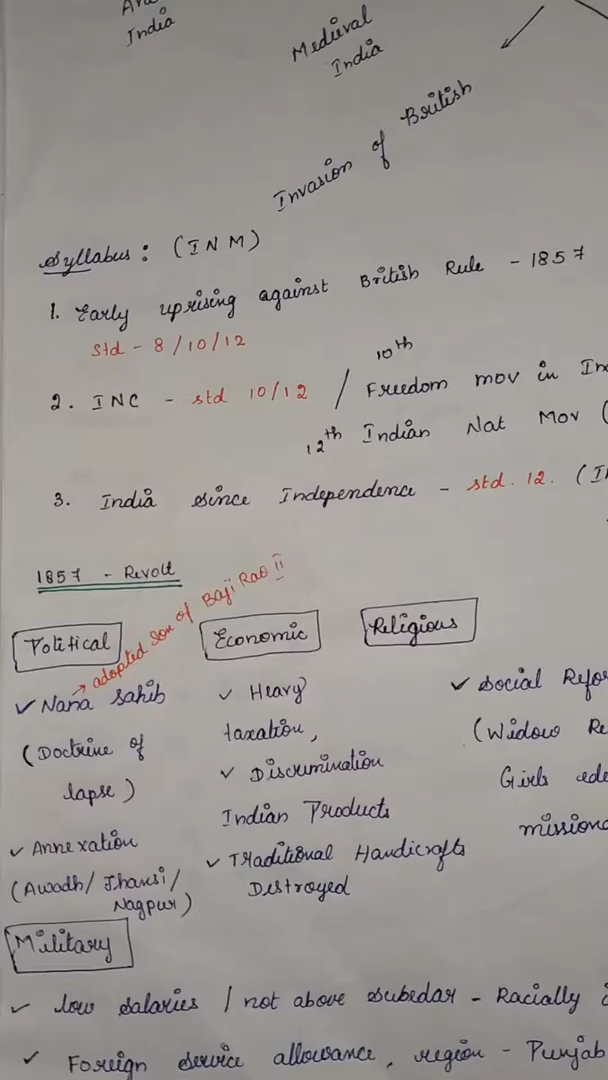 India
Medieval
India
Invasion of British
Syllabus : (INM)
1. Early uprising against British Rule - 1857
Std - 8/10/12
2. INC - std 10/12 / 10th Freedom mov in
12th Indian Nat Mov (
3. India since Independence - std. 12.
1857 - Revolt
→ adopted son of Baji Rao II
Political
Economic
Religious
✓ Nana Sahib
(Doctrine of
lapse)
✓ Annexation
(Awadh/ Jhansi/
Nagpur)
✓ Heavy
taxation,
✓ Discrimination
Indian Products
✓ Traditional Handicrafts
Destroyed
✓ Social
(Widow
Girls
Military
✓ low salaries / not above subedar - Racially
✓ Foreign service allowance, region - Punjab